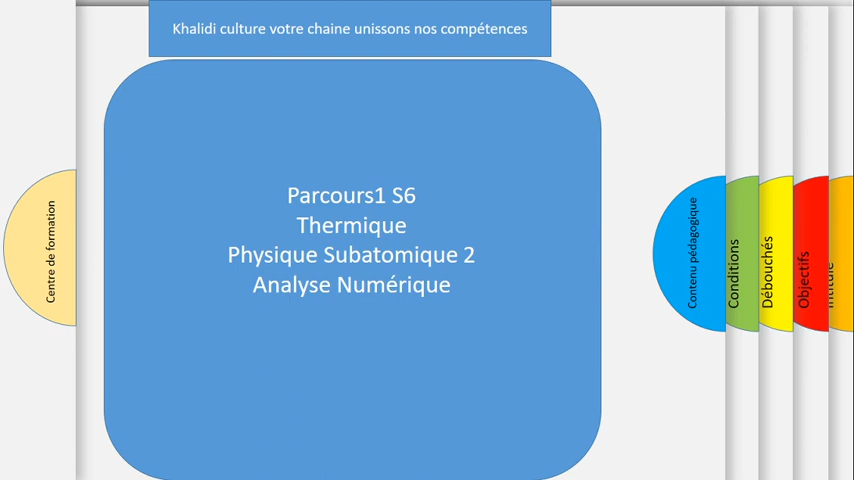 Khalidi culture votre chaine unissons nos compétences
Parcours1 S6
Thermique
Physique Subatomique 2
Analyse Numérique
Centre de formation
Contenu pédagogique
Conditions
Débouchés
Objectifs